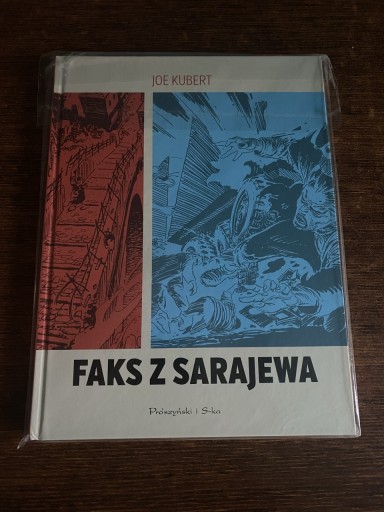 JOE KUBERT
FAKS Z SARAJEWA
Prószyński i S-ka